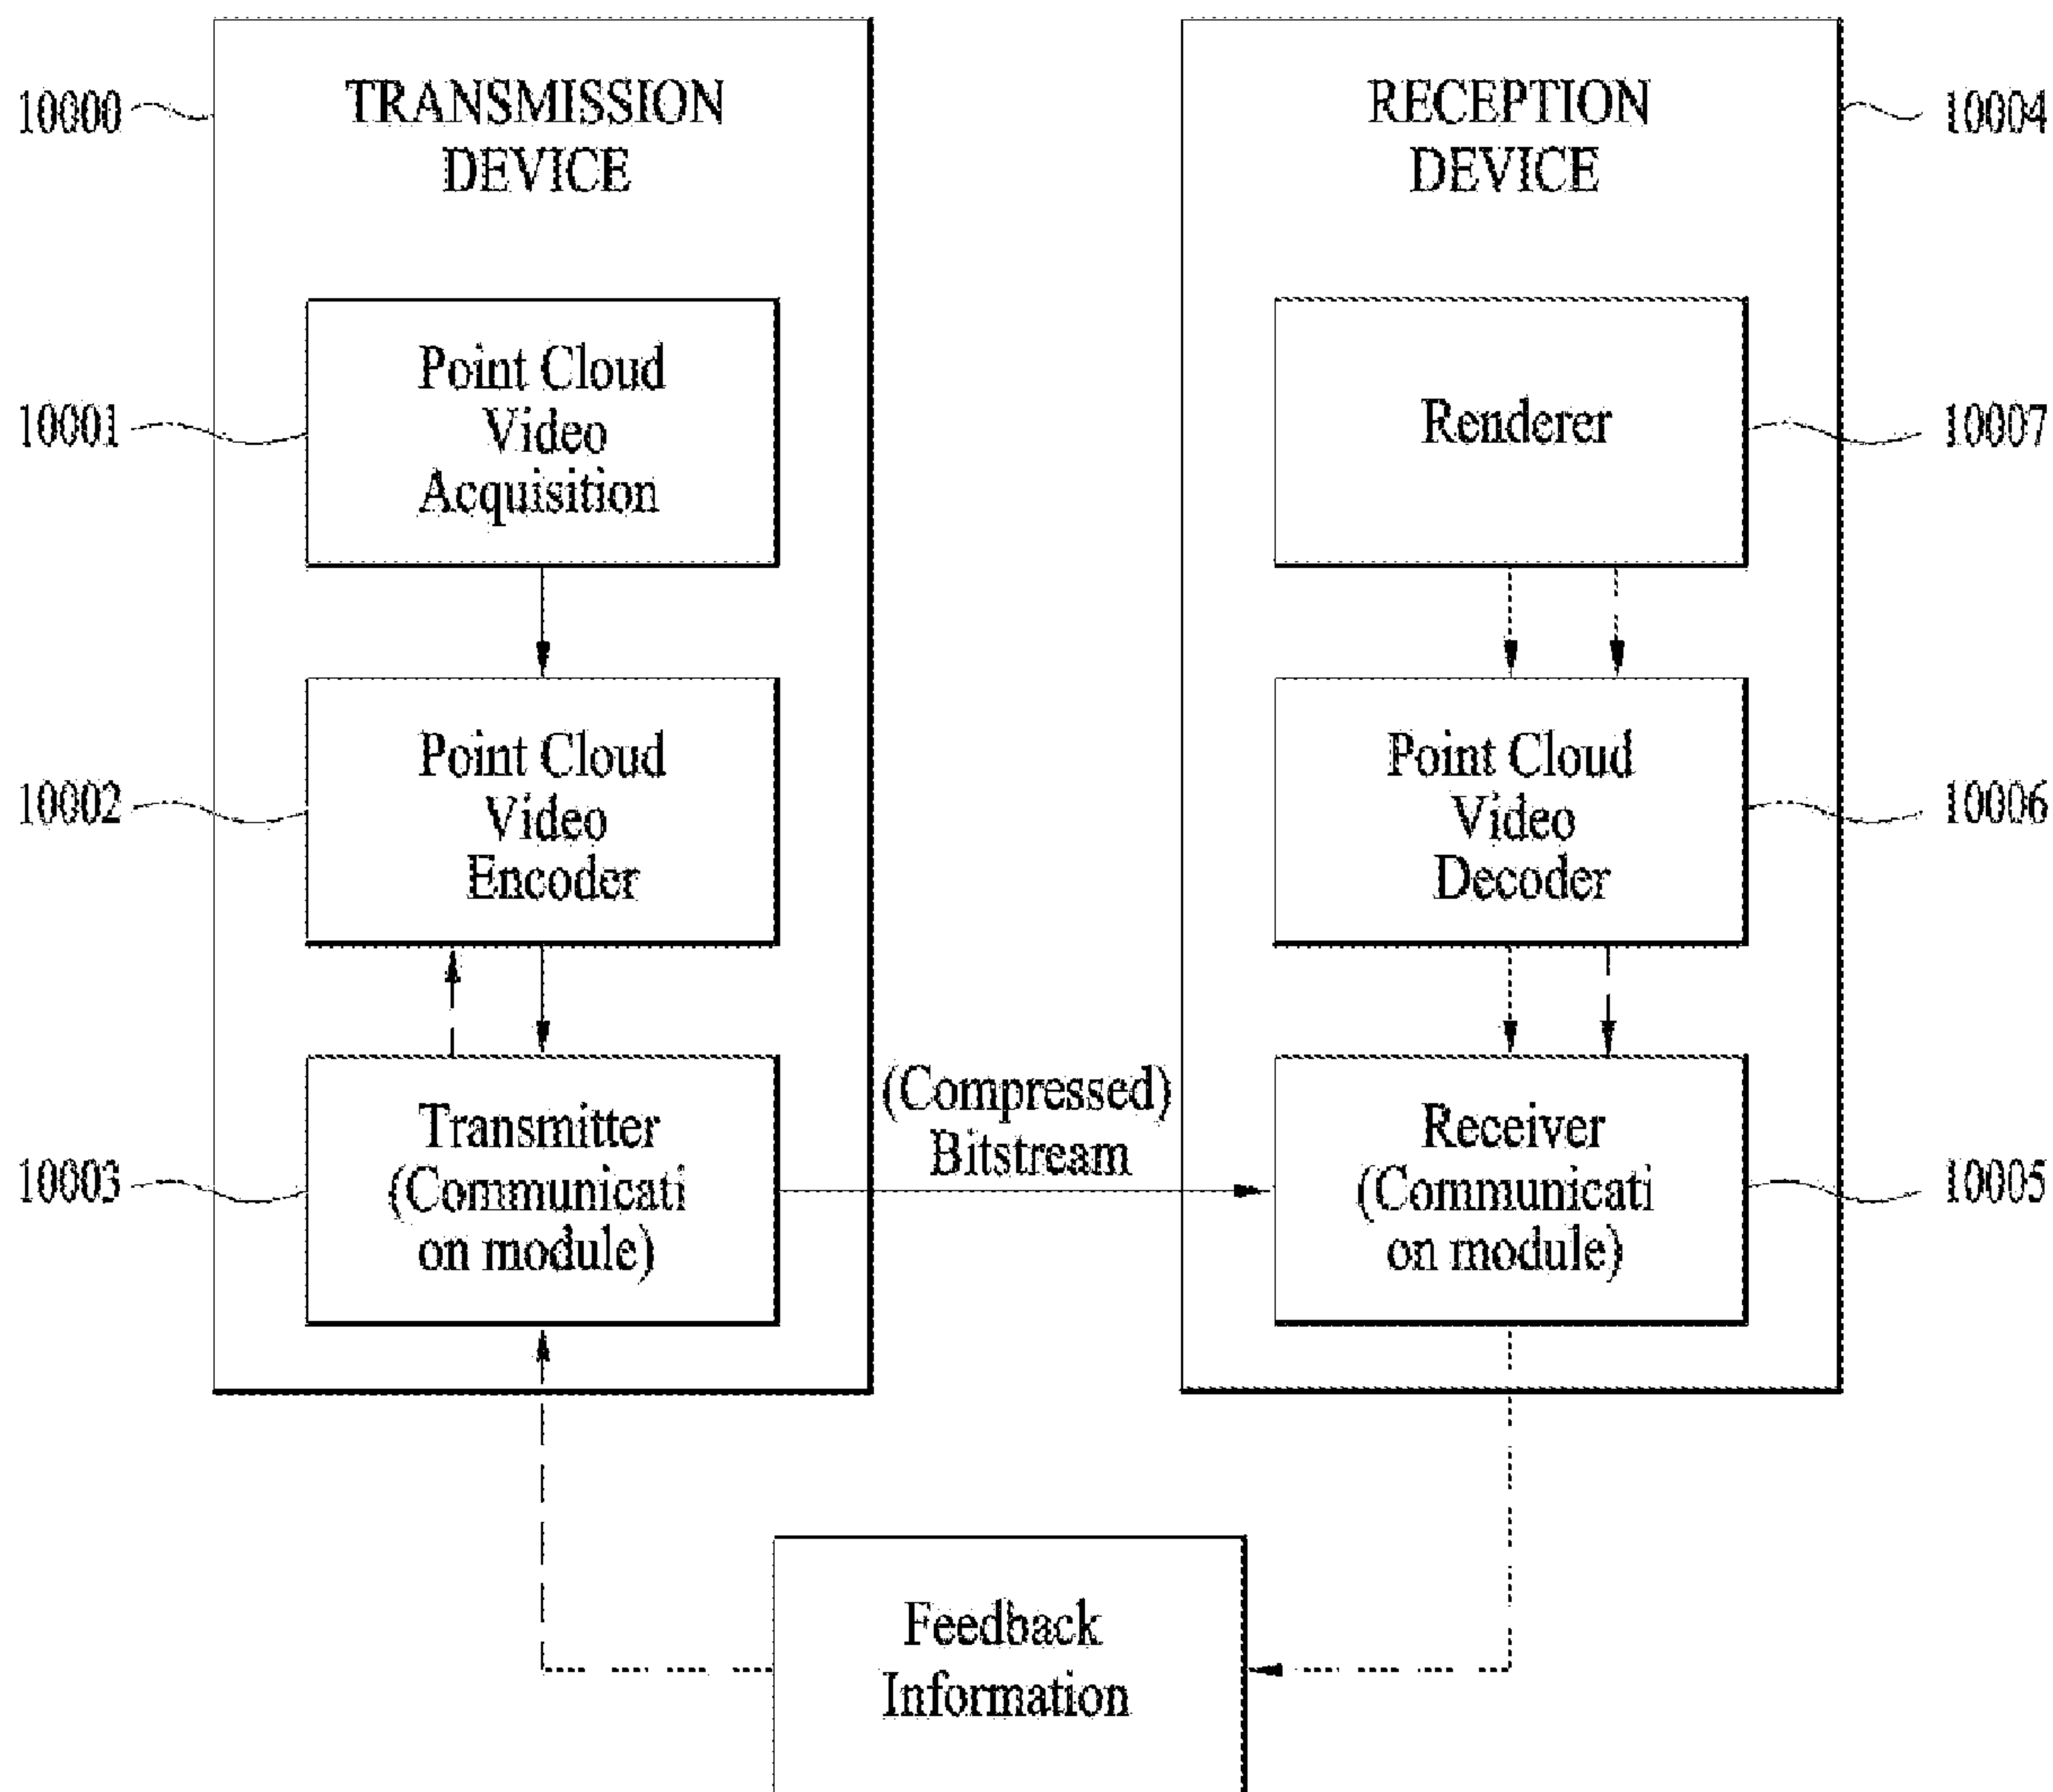 10000
TRANSMISSION
DEVICE
10001
Point Cloud
Video
Acquisition
10002
Point Cloud
Video
Encoder
10003
Transmitter
(Communicati
on module)
(Compressed)
Bitstream
RECEPTION
DEVICE
10004
Renderer
10007
Point Cloud
Video
Decoder
10006
Receiver
(Communicati
on module)
10005
Feedback
Information